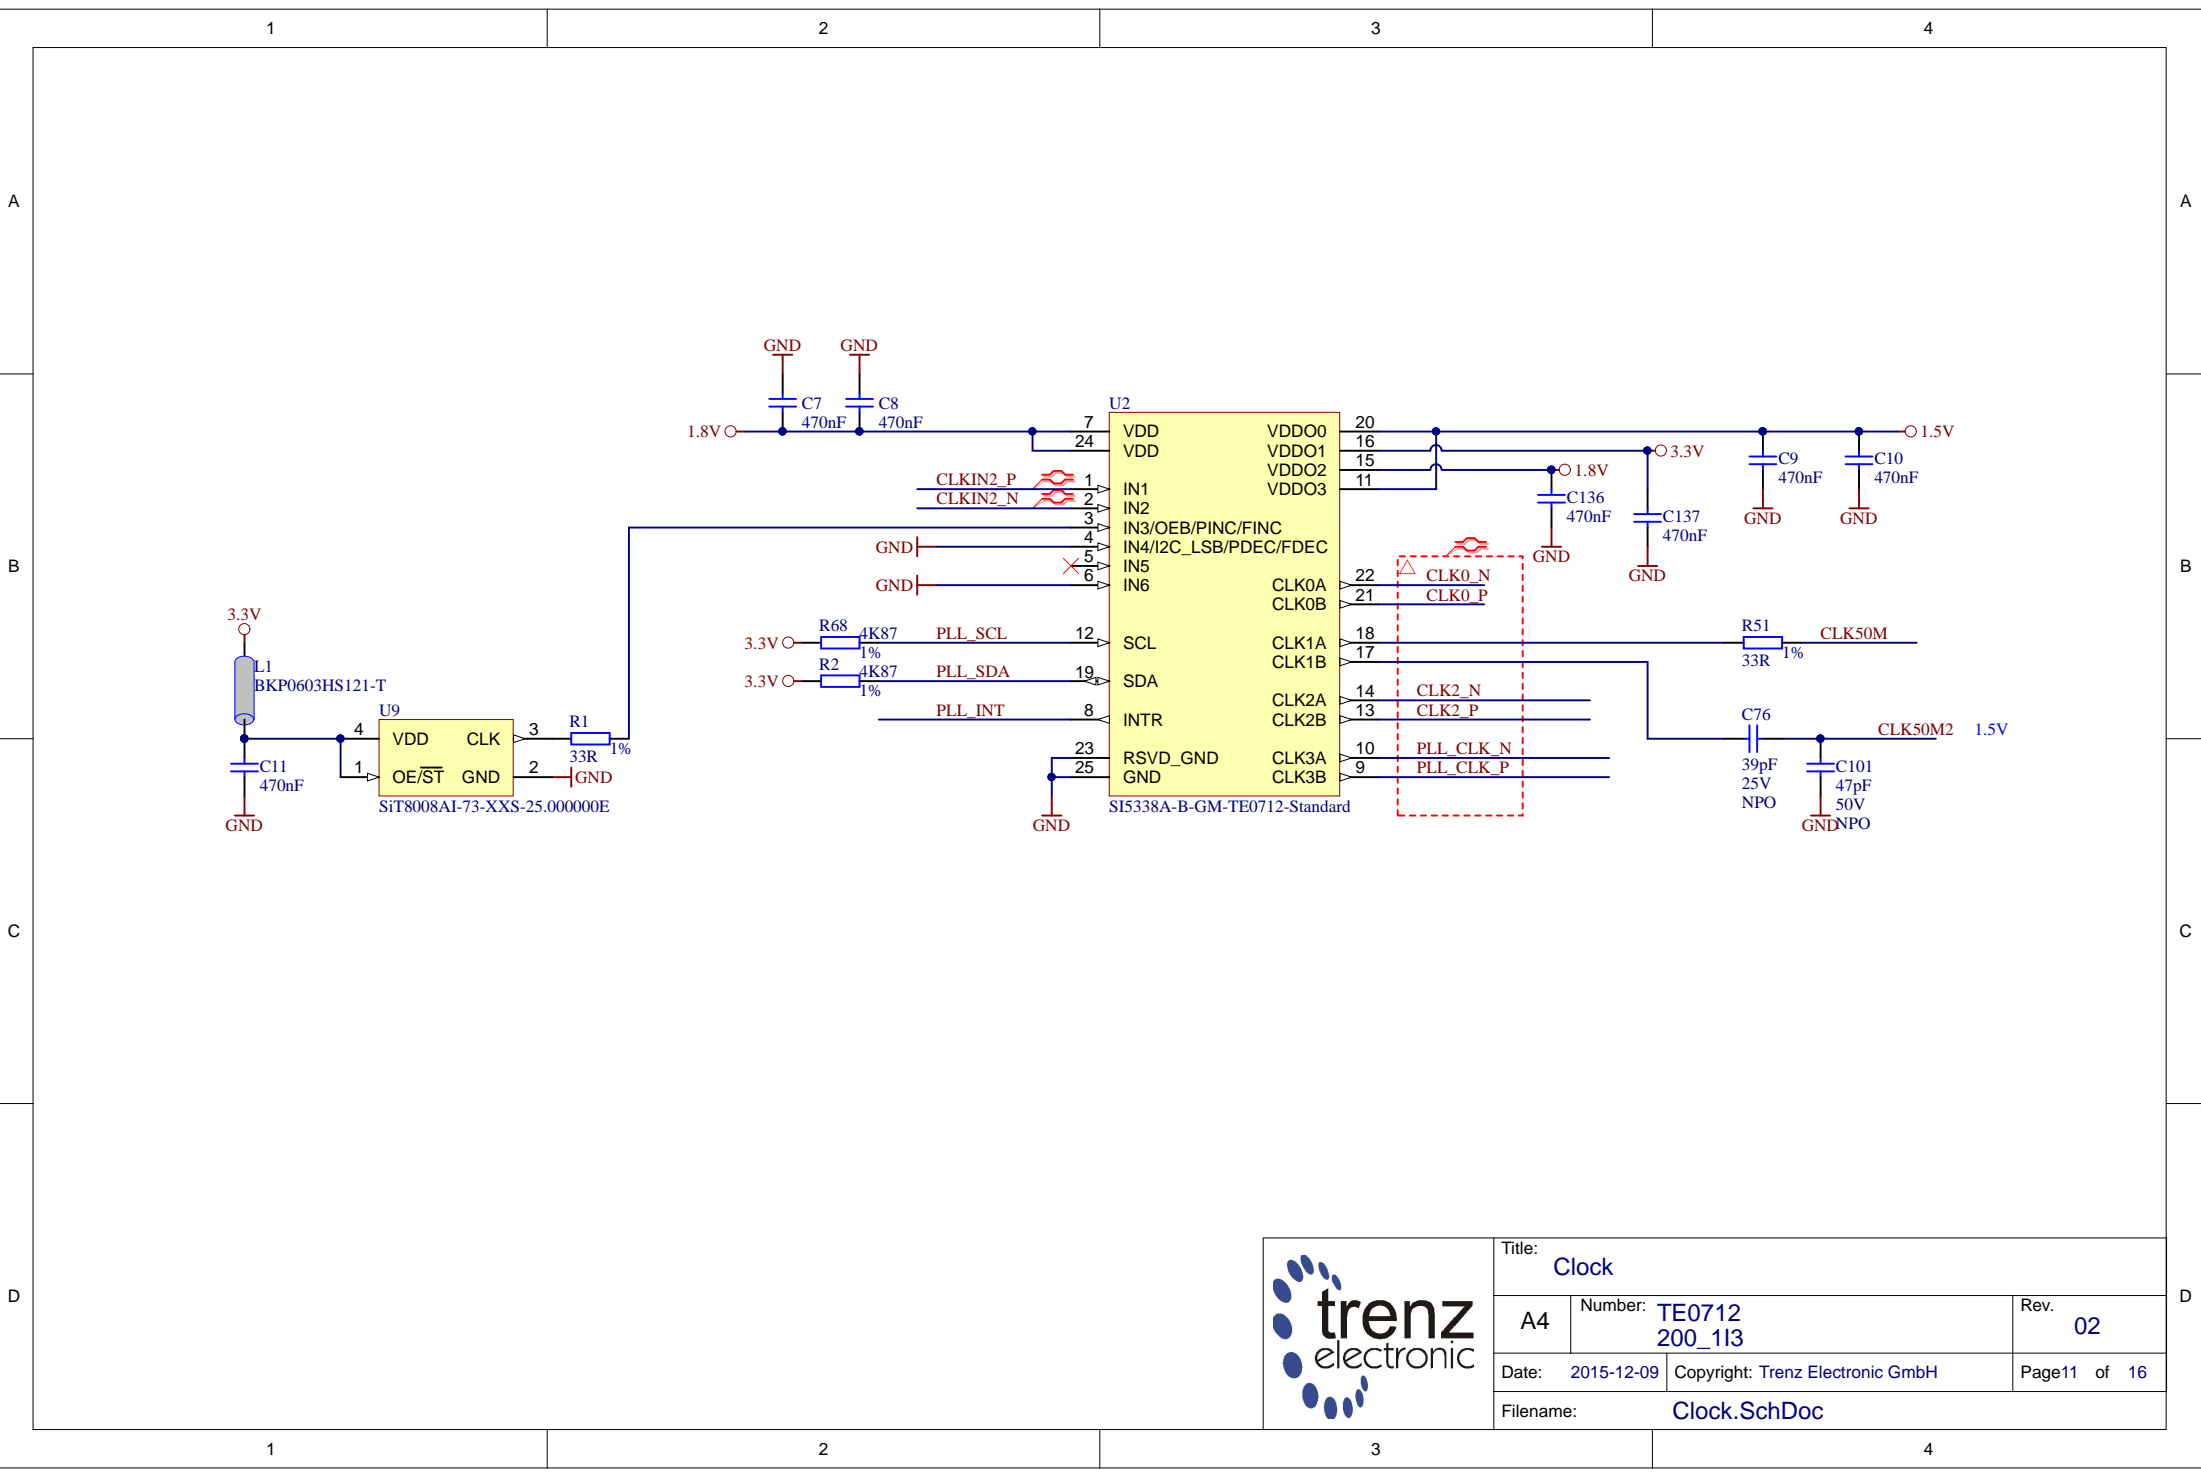 1 2 3 4
A A
GND GND
C7 C8
470nF 470nF
1.8V
U2
7 VDD
24 VDD
CLKIN2_P 1 IN1
CLKIN2_N 2 IN2
3 IN3/OEB/PINC/FINC
GND 4 IN4/I2C_LSB/PDEC/FDEC
5 IN5
GND 6 IN6
3.3V R68 4K87 1% PLL_SCL 12 SCL
3.3V R2 4K87 1% PLL_SDA 19 SDA
PLL_INT 8 INTR
23 RSVD_GND
25 GND
GND
SI5338A-B-GM-TE0712-Standard
VDDO0 20 1.5V
VDDO1 16 3.3V
VDDO2 15 1.8V
VDDO3 11
C9 C10
470nF 470nF
GND GND
C136
470nF
GND
C137
470nF
GND
B B
CLK0A 22 CLK0_N
CLK0B 21 CLK0_P
CLK1A 18 R51 33R 1% CLK50M
CLK1B 17
CLK2A 14 CLK2_N
CLK2B 13 CLK2_P
CLK3A 10 PLL_CLK_N
CLK3B 9 PLL_CLK_P
C76
39pF
25V
NPO
CLK50M2 1.5V
C101
47pF
50V
NPO
GND
3.3V
L1
BKP0603HS121-T
C11
470nF
GND
U9
4 VDD CLK 3
1 OE/ST GND 2 GND
SiT8008AI-73-XXS-25.000000E
R1
33R 1%
C C
D D
trenz
electronic
Title:
Clock
A4
Number: TE0712
200_1I3
Rev.
02
Date: 2015-12-09 Copyright: Trenz Electronic GmbH Page11 of 16
Filename: Clock.SchDoc
1 2 3 4